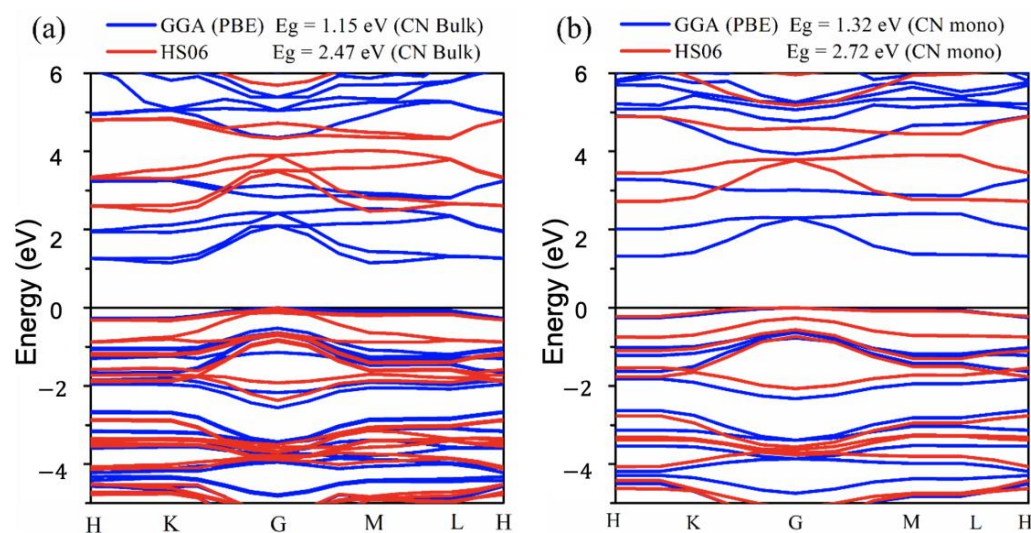 (a)
GGA (PBE) Eg = 1.15 eV (CN Bulk)
HS06 Eg = 2.47 eV (CN Bulk)
6
4
2
0
−2
−4
Energy (eV)
H K G M L H
(b)
GGA (PBE) Eg = 1.32 eV (CN mono)
HS06 Eg = 2.72 eV (CN mono)
6
4
2
0
−2
−4
Energy (eV)
H K G M L H